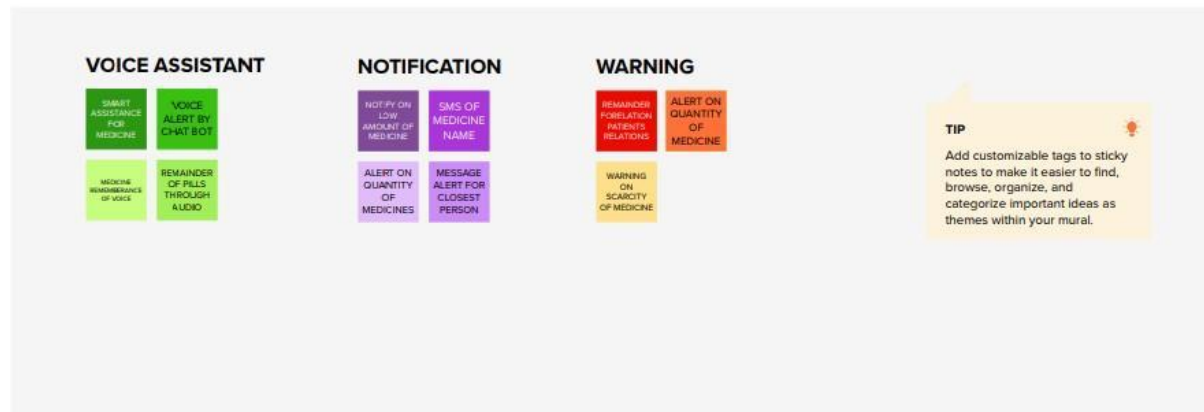 VOICE ASSISTANT
SMART
ASSISTANCE
FOR
MEDICINE
VOICE
ALERT BY
CHAT BOT
MEDICINE
REMEMBERANCE
OF VOICE
REMAINDER
OF PILLS
THROUGH
AUDIO
NOTIFICATION
NOTIFY ON
LOW
AMOUNT OF
MEDICINE
SMS OF
MEDICINE
NAME
ALERT ON
QUANTITY
OF
MEDICINES
MESSAGE
ALERT FOR
CLOSEST
PERSON
WARNING
REMAINDER
FORELATION
PATIENTS
RELATIONS
ALERT ON
QUANTITY
OF
MEDICINE
WARNING
ON
SCARCITY
OF MEDICINE
TIP
Add customizable tags to sticky
notes to make it easier to find,
browse, organize, and
categorize important ideas as
themes within your mural.